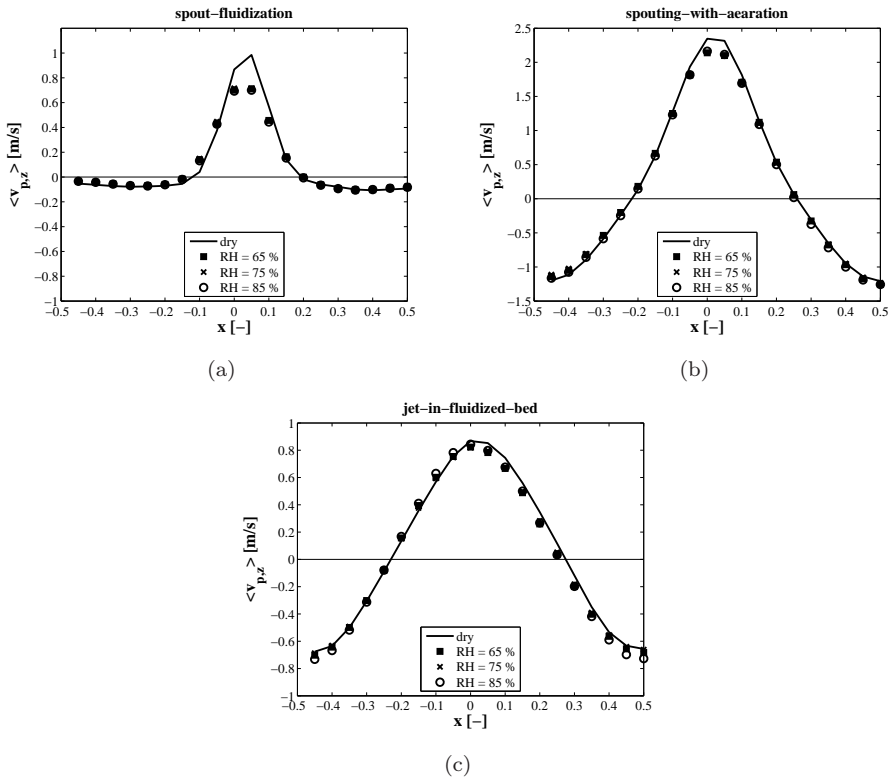 spout−fluidization
1
0.8
0.6
0.4
0.2
0
−0.2
−0.4
−0.6
−0.8
−1
<v_p,z> [m/s]
dry
RH = 65 %
RH = 75 %
RH = 85 %
−0.5 −0.4 −0.3 −0.2 −0.1 0 0.1 0.2 0.3 0.4 0.5
x [−]
(a)
spouting−with−aearation
2.5
2
1.5
1
0.5
0
−0.5
−1
−1.5
<v_p,z> [m/s]
dry
RH = 65 %
RH = 75 %
RH = 85 %
−0.5 −0.4 −0.3 −0.2 −0.1 0 0.1 0.2 0.3 0.4 0.5
x [−]
(b)
jet−in−fluidized−bed
1
0.8
0.6
0.4
0.2
0
−0.2
−0.4
−0.6
−0.8
−1
<v_p,z> [m/s]
dry
RH = 65 %
RH = 75 %
RH = 85 %
−0.5 −0.4 −0.3 −0.2 −0.1 0 0.1 0.2 0.3 0.4 0.5
x [−]
(c)